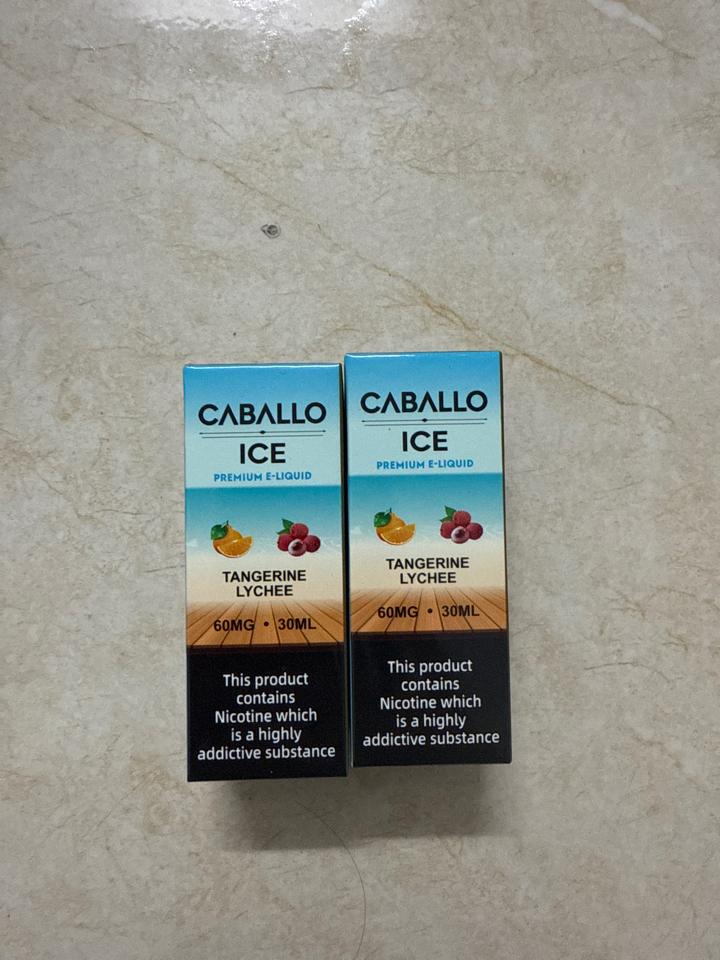 CABALLO
ICE
PREMIUM E-LIQUID
TANGERINE
LYCHEE
60MG • 30ML
This product
contains
Nicotine which
is a highly
addictive substance
CABALLO
ICE
PREMIUM E-LIQUID
TANGERINE
LYCHEE
60MG • 30ML
This product
contains
Nicotine which
is a highly
addictive substance